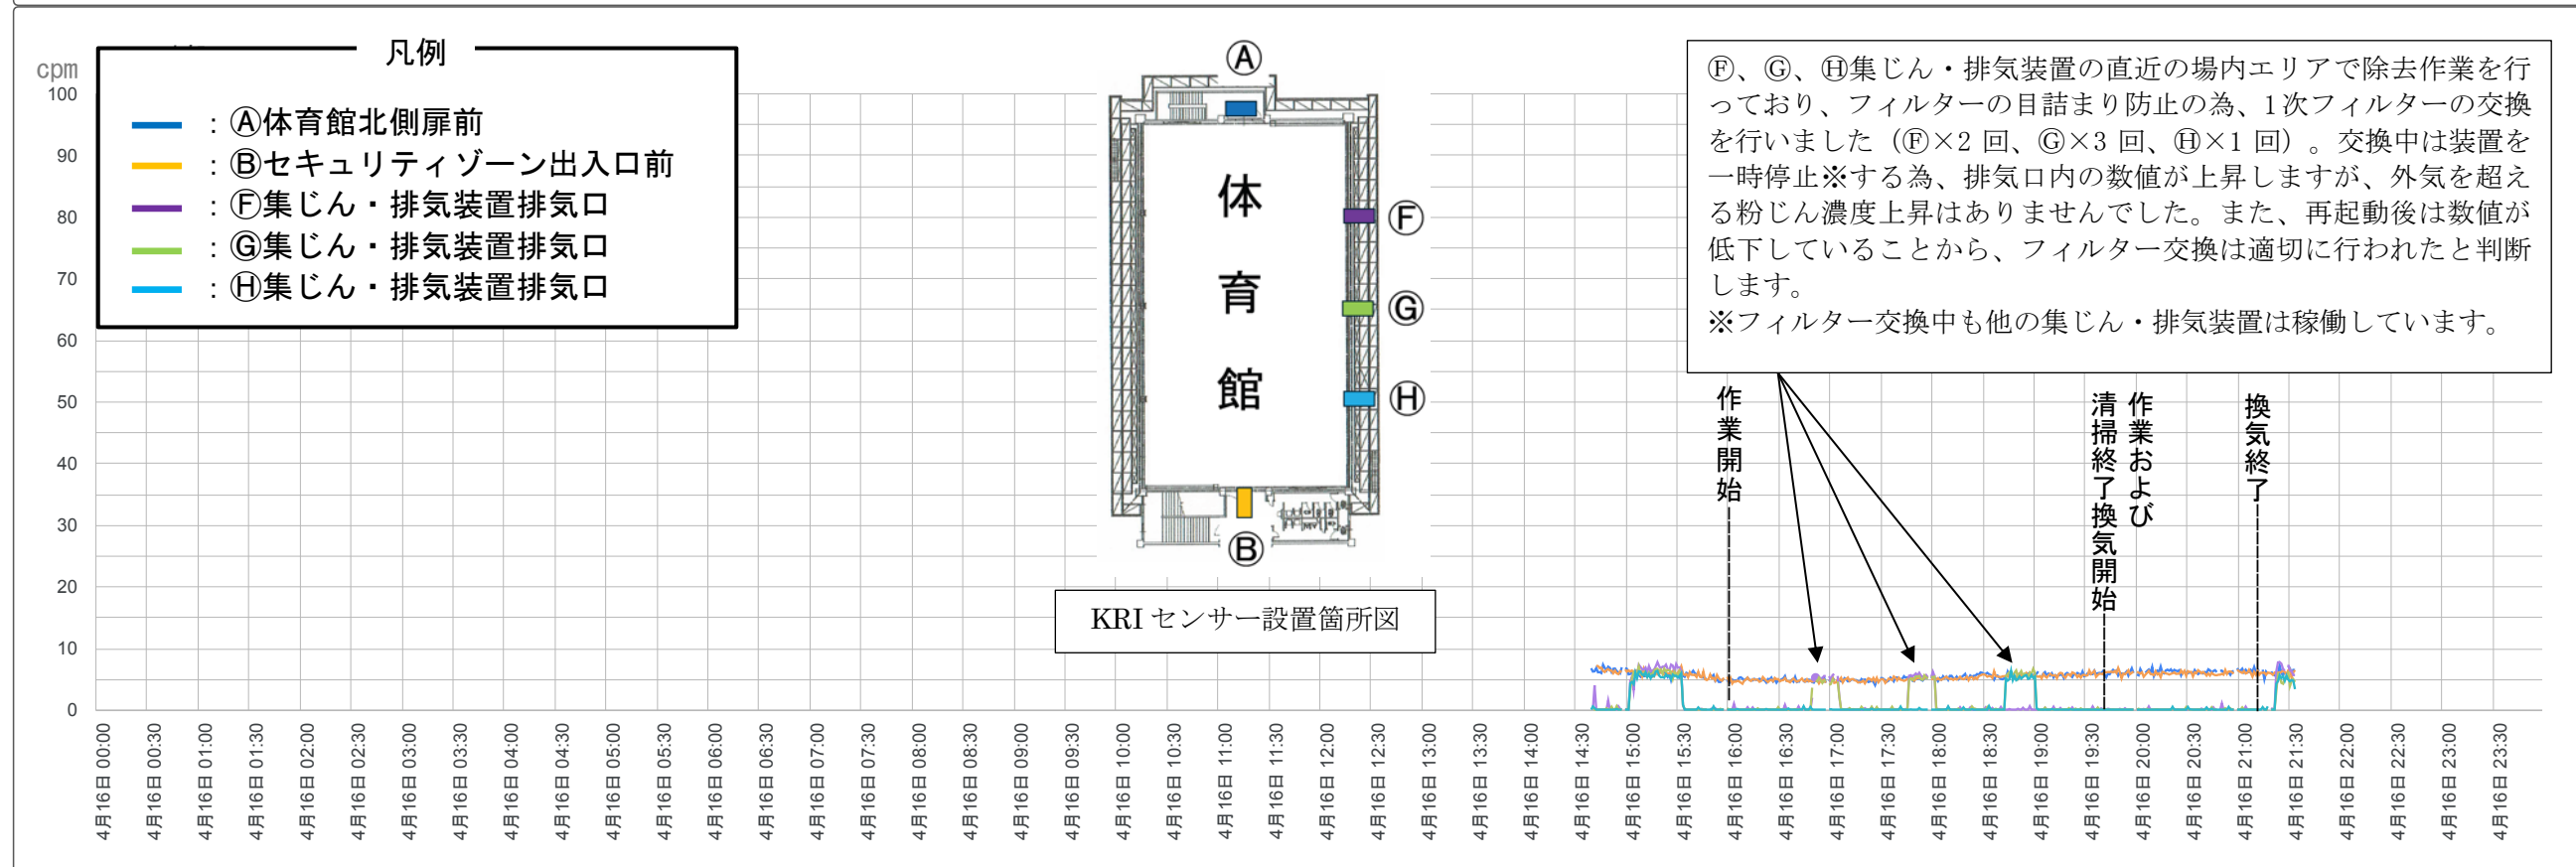 凡例
cpm
：Ⓐ体育館北側扉前
：Ⓑセキュリティゾーン出入口前
：Ⓕ集じん・排気装置排気口
：Ⓖ集じん・排気装置排気口
：Ⓗ集じん・排気装置排気口
100
90
80
70
60
50
40
30
20
10
0
Ⓐ
体育館
Ⓕ
Ⓖ
Ⓗ
Ⓑ
KRI センサー設置箇所図
Ⓕ、Ⓖ、Ⓗ集じん・排気装置の直近の場内エリアで除去作業を行
っており、フィルターの目詰まり防止の為、1次フィルターの交換
を行いました（Ⓕ×2 回、Ⓖ×3 回、Ⓗ×1 回）。交換中は装置を
一時停止※する為、排気口内の数値が上昇しますが、外気を超え
る粉じん濃度上昇はありませんでした。また、再起動後は数値が
低下していることから、フィルター交換は適切に行われたと判断
します。
※フィルター交換中も他の集じん・排気装置は稼働しています。
作業開始
作業および
清掃終了換気開始
換気終了
4月16日 00:00
4月16日 00:30
4月16日 01:00
4月16日 01:30
4月16日 02:00
4月16日 02:30
4月16日 03:00
4月16日 03:30
4月16日 04:00
4月16日 04:30
4月16日 05:00
4月16日 05:30
4月16日 06:00
4月16日 06:30
4月16日 07:00
4月16日 07:30
4月16日 08:00
4月16日 08:30
4月16日 09:00
4月16日 09:30
4月16日 10:00
4月16日 10:30
4月16日 11:00
4月16日 11:30
4月16日 12:00
4月16日 12:30
4月16日 13:00
4月16日 13:30
4月16日 14:00
4月16日 14:30
4月16日 15:00
4月16日 15:30
4月16日 16:00
4月16日 16:30
4月16日 17:00
4月16日 17:30
4月16日 18:00
4月16日 18:30
4月16日 19:00
4月16日 19:30
4月16日 20:00
4月16日 20:30
4月16日 21:00
4月16日 21:30
4月16日 22:00
4月16日 22:30
4月16日 23:00
4月16日 23:30